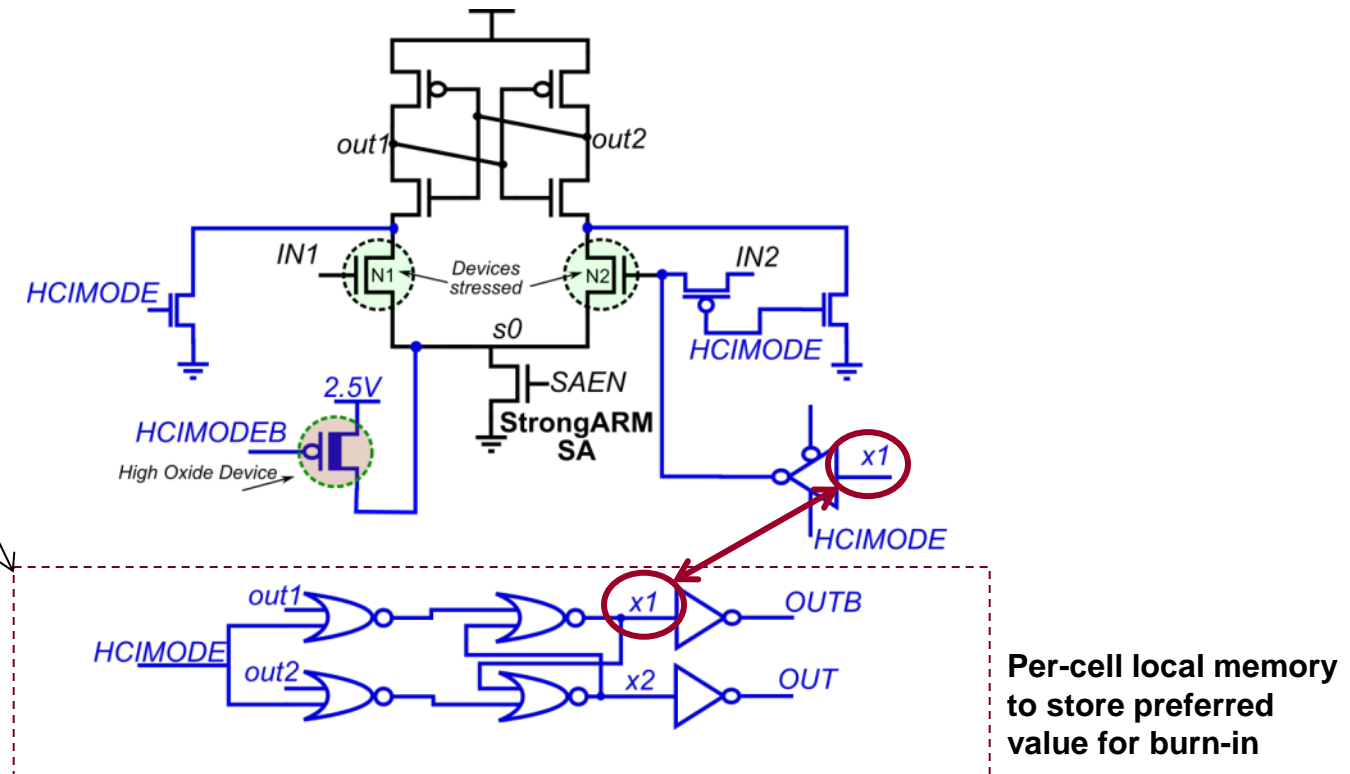 out1
out2
IN1
N1
Devices
stressed
N2
IN2
HCIMODE
s0
HCIMODE
2.5V
SAEN
HCIMODEB
StrongARM
SA
High Oxide Device
x1
HCIMODE
out1
x1
OUTB
HCIMODE
out2
x2
OUT
Per-cell local memory
to store preferred
value for burn-in